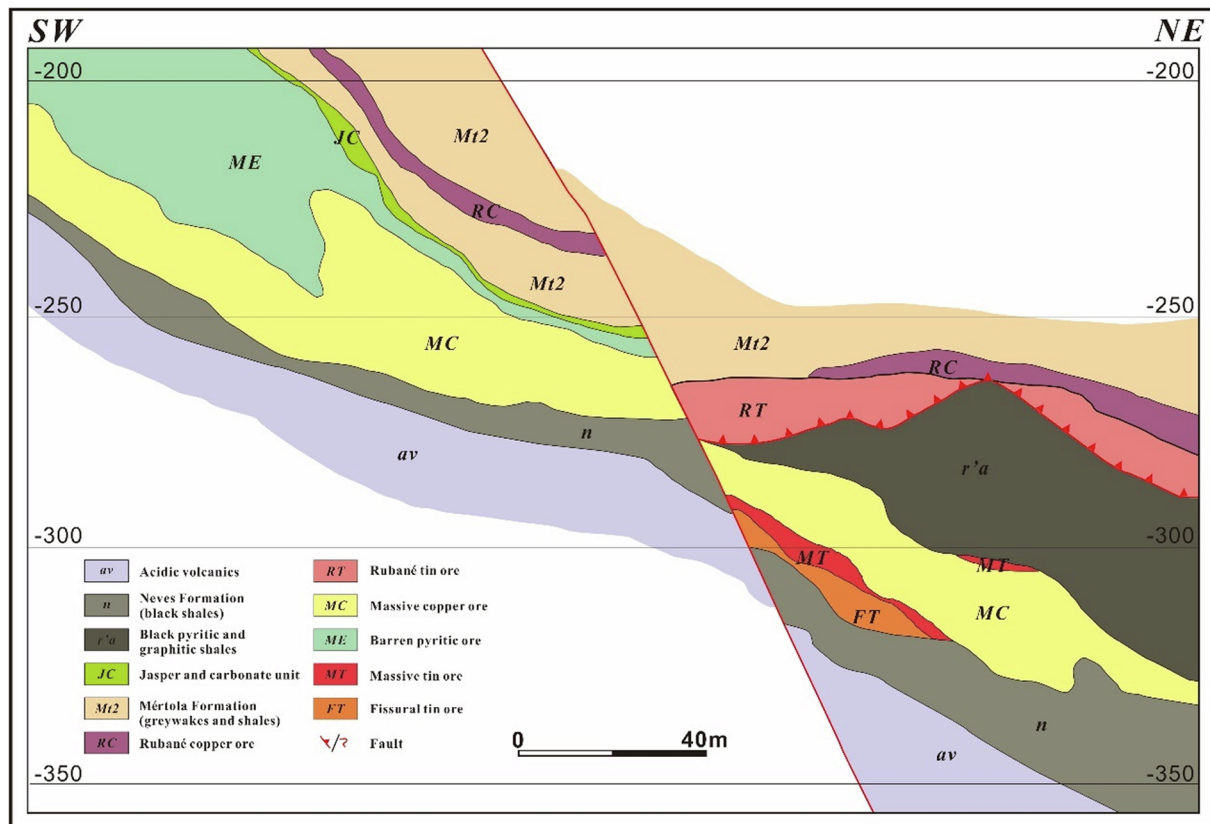 SW
NE
-200
-200
JC
Mt2
ME
RC
Mt2
-250
-250
MC
Mt2
RC
RT
n
av
r'a
-300
-300
MT
MT
MC
FT
n
av
-350
-350
av Acidic volcanics
n Neves Formation
(black shales)
r'a Black pyritic and
graphitic shales
JC Jasper and carbonate unit
Mt2 Mértola Formation
(greywakes and shales)
RC Rubané copper ore
RT Rubané tin ore
MC Massive copper ore
ME Barren pyritic ore
MT Massive tin ore
FT Fissural tin ore
Fault
0 40m